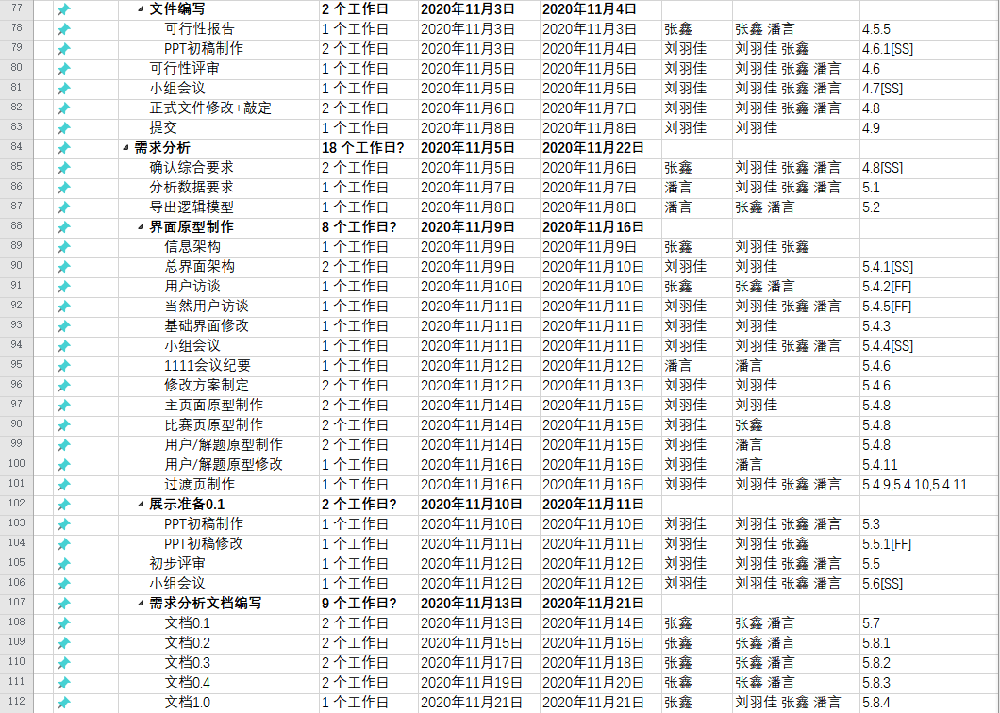 77 文件编写 2 个工作日 2020年11月3日 2020年11月4日
78 可行性报告 1 个工作日 2020年11月3日 2020年11月3日 张鑫 张鑫 潘言 4.5.5
79 PPT初稿制作 2 个工作日 2020年11月3日 2020年11月4日 刘羽佳 刘羽佳 张鑫 4.6.1[SS]
80 可行性评审 1 个工作日 2020年11月5日 2020年11月5日 刘羽佳 刘羽佳 张鑫 潘言 4.6
81 小组会议 1 个工作日 2020年11月5日 2020年11月5日 刘羽佳 刘羽佳 张鑫 潘言 4.7[SS]
82 正式文件修改+敲定 2 个工作日 2020年11月6日 2020年11月7日 刘羽佳 刘羽佳 张鑫 潘言 4.8
83 提交 1 个工作日 2020年11月8日 2020年11月8日 刘羽佳 刘羽佳 4.9
84 需求分析 18 个工作日? 2020年11月5日 2020年11月22日
85 确认综合要求 2 个工作日 2020年11月5日 2020年11月6日 张鑫 刘羽佳 张鑫 潘言 4.8[SS]
86 分析数据要求 1 个工作日 2020年11月7日 2020年11月7日 潘言 刘羽佳 张鑫 潘言 5.1
87 导出逻辑模型 1 个工作日 2020年11月8日 2020年11月8日 潘言 张鑫 潘言 5.2
88 界面原型制作 8 个工作日? 2020年11月9日 2020年11月16日
89 信息架构 1 个工作日 2020年11月9日 2020年11月9日 张鑫 刘羽佳 张鑫
90 总界面架构 2 个工作日 2020年11月9日 2020年11月10日 刘羽佳 刘羽佳 5.4.1[SS]
91 用户访谈 1 个工作日 2020年11月10日 2020年11月10日 张鑫 张鑫 潘言 5.4.2[FF]
92 当然用户访谈 1 个工作日 2020年11月11日 2020年11月11日 刘羽佳 刘羽佳 张鑫 潘言 5.4.5[FF]
93 基础界面修改 1 个工作日 2020年11月11日 2020年11月11日 刘羽佳 刘羽佳 5.4.3
94 小组会议 1 个工作日 2020年11月11日 2020年11月11日 刘羽佳 刘羽佳 张鑫 潘言 5.4.4[SS]
95 1111会议纪要 1 个工作日 2020年11月12日 2020年11月12日 潘言 潘言 5.4.6
96 修改方案制定 2 个工作日 2020年11月12日 2020年11月13日 刘羽佳 刘羽佳 5.4.6
97 主页面原型制作 2 个工作日 2020年11月14日 2020年11月15日 刘羽佳 刘羽佳 5.4.8
98 比赛页原型制作 2 个工作日 2020年11月14日 2020年11月15日 刘羽佳 张鑫 5.4.8
99 用户/解题原型制作 2 个工作日 2020年11月14日 2020年11月15日 刘羽佳 潘言 5.4.8
100 用户/解题原型修改 1 个工作日 2020年11月16日 2020年11月16日 刘羽佳 潘言 5.4.11
101 过渡页制作 1 个工作日 2020年11月16日 2020年11月16日 刘羽佳 刘羽佳 张鑫 潘言 5.4.9,5.4.10,5.4.11
102 展示准备0.1 2 个工作日? 2020年11月10日 2020年11月11日
103 PPT初稿制作 1 个工作日 2020年11月10日 2020年11月10日 刘羽佳 刘羽佳 张鑫 潘言 5.3
104 PPT初稿修改 1 个工作日 2020年11月11日 2020年11月11日 刘羽佳 刘羽佳 张鑫 5.5.1[FF]
105 初步评审 1 个工作日 2020年11月12日 2020年11月12日 刘羽佳 刘羽佳 张鑫 潘言 5.5
106 小组会议 1 个工作日 2020年11月12日 2020年11月12日 刘羽佳 刘羽佳 张鑫 潘言 5.6[SS]
107 需求分析文档编写 9 个工作日? 2020年11月13日 2020年11月21日
108 文档0.1 2 个工作日 2020年11月13日 2020年11月14日 张鑫 张鑫 潘言 5.7
109 文档0.2 2 个工作日 2020年11月15日 2020年11月16日 张鑫 张鑫 潘言 5.8.1
110 文档0.3 2 个工作日 2020年11月17日 2020年11月18日 张鑫 张鑫 潘言 5.8.2
111 文档0.4 2 个工作日 2020年11月19日 2020年11月20日 张鑫 张鑫 潘言 5.8.3
112 文档1.0 1 个工作日 2020年11月21日 2020年11月21日 张鑫 刘羽佳 张鑫 潘言 5.8.4